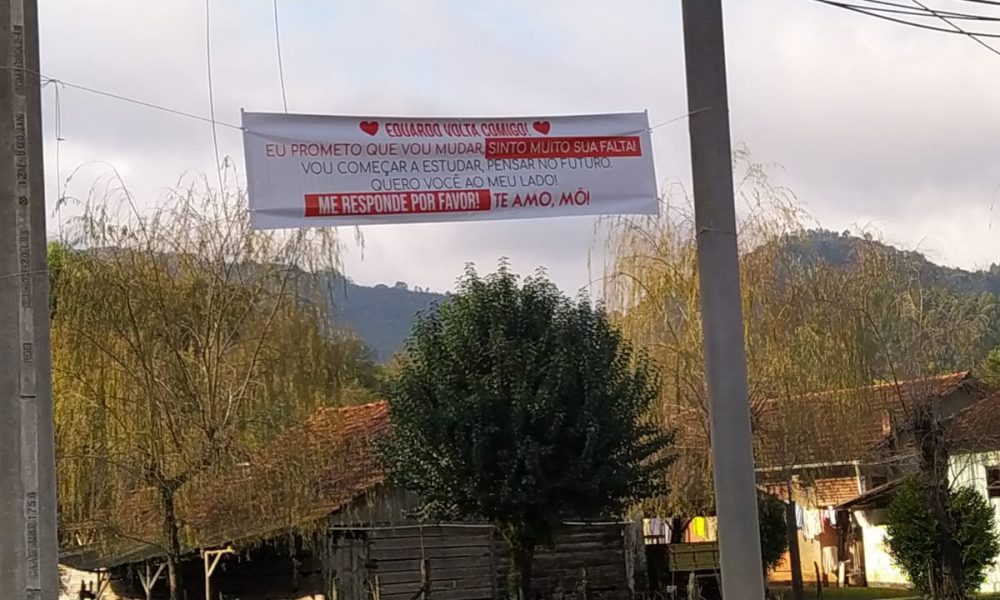 EDUARDO VOLTA COMIGO!
EU PROMETO QUE VOU MUDAR, SINTO MUITO SUA FALTA!
VOU COMEÇAR A ESTUDAR, PENSAR NO FUTURO.
QUERO VOCÊ AO MEU LADO!
ME RESPONDE POR FAVOR! TE AMO, MÔ!